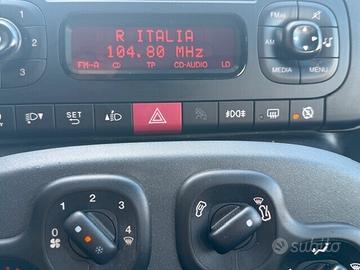 R ITALIA
104.80 MHz
FM-A CD TP CD-AUDIO LD
1
2
3
FM
AM
MEDIA MENU
SET
0 1 2 3 4
subito